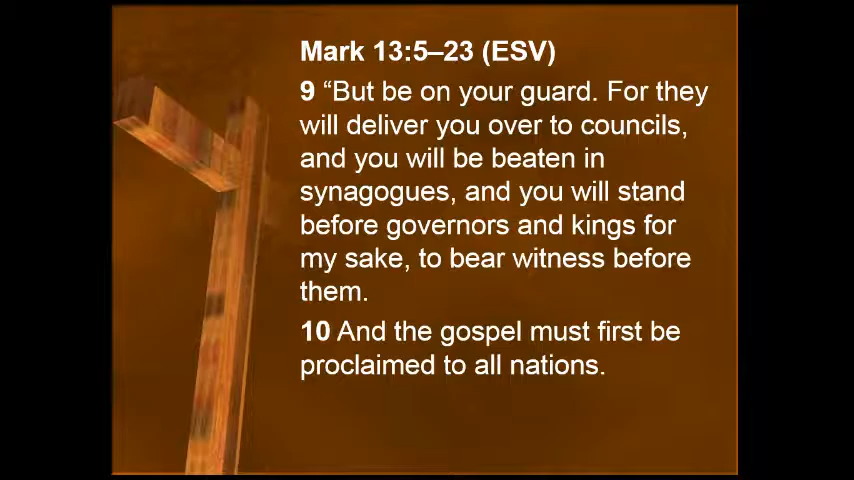 Mark 13:5–23 (ESV)
9 “But be on your guard. For they
will deliver you over to councils,
and you will be beaten in
synagogues, and you will stand
before governors and kings for
my sake, to bear witness before
them.
10 And the gospel must first be
proclaimed to all nations.